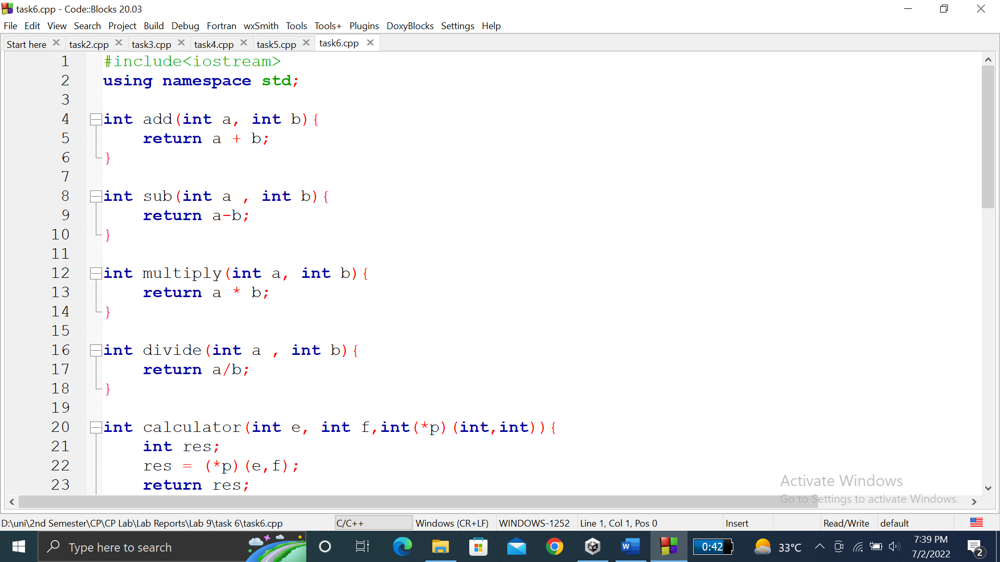 task6.cpp - Code::Blocks 20.03
File Edit View Search Project Build Debug Fortran wxSmith Tools Tools+ Plugins DoxyBlocks Settings Help
Start here task2.cpp task3.cpp task4.cpp task5.cpp task6.cpp
1 #include<iostream>
2 using namespace std;
3
4 int add(int a, int b){
5 return a + b;
6 }
7
8 int sub(int a , int b){
9 return a-b;
10 }
11
12 int multiply(int a, int b){
13 return a * b;
14 }
15
16 int divide(int a , int b){
17 return a/b;
18 }
19
20 int calculator(int e, int f,int(*p)(int,int)){
21 int res;
22 res = (*p)(e,f);
23 return res;
Activate Windows
Go to Settings to activate Windows.
D:\uni\2nd Semester\CP\CP Lab\Lab Reports\Lab 9\task 6\task6.cpp C/C++ Windows (CR+LF) WINDOWS-1252 Line 1, Col 1, Pos 0 Insert Read/Write default
Type here to search 0:42 33°C 7:39 PM
7/2/2022 2